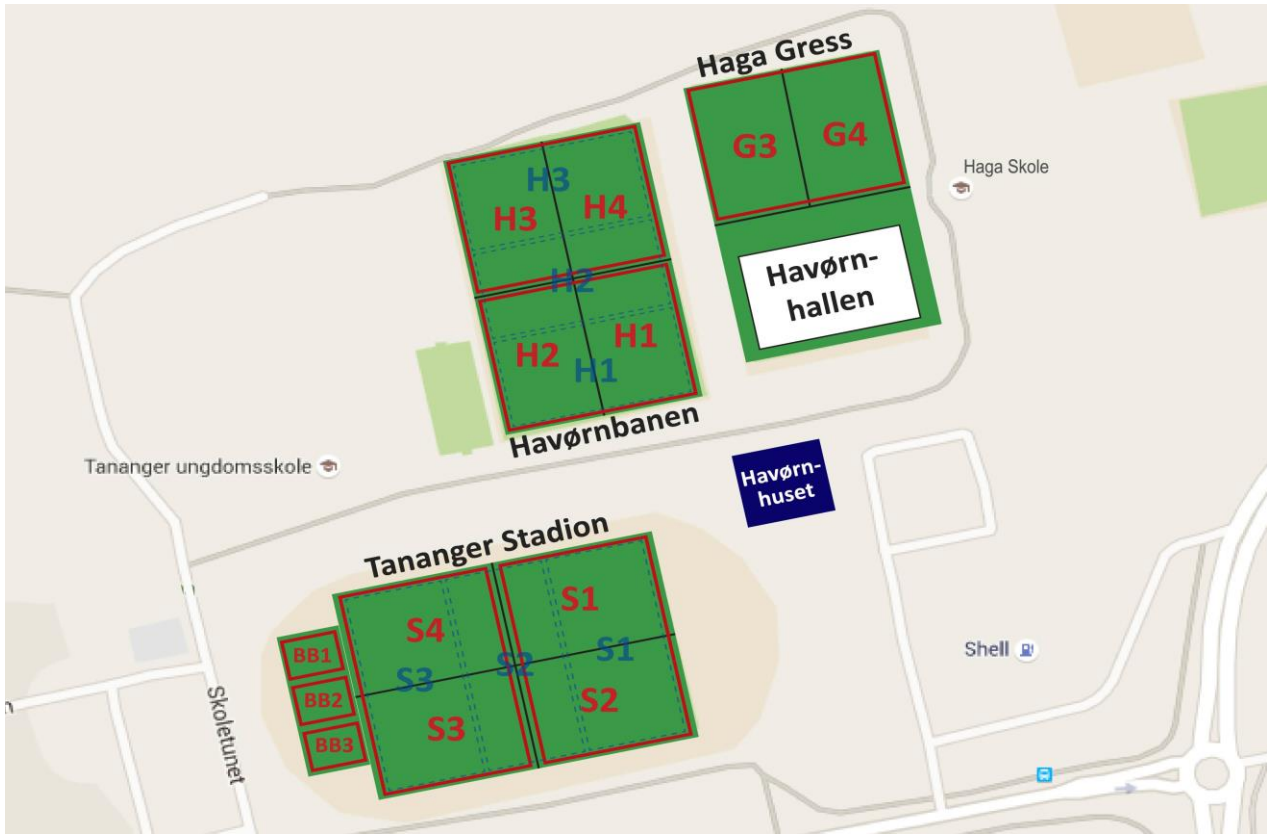 Haga Gress
G3
G4
Haga Skole
H3
H3
H4
Havørn-
hallen
H2
H2
H1
H1
Havørnbanen
Tananger ungdomsskole
Havørn-
huset
Tananger Stadion
S4
S1
S3
S2
S1
S3
S2
BB1
BB2
BB3
Shell
Skoletunet
n